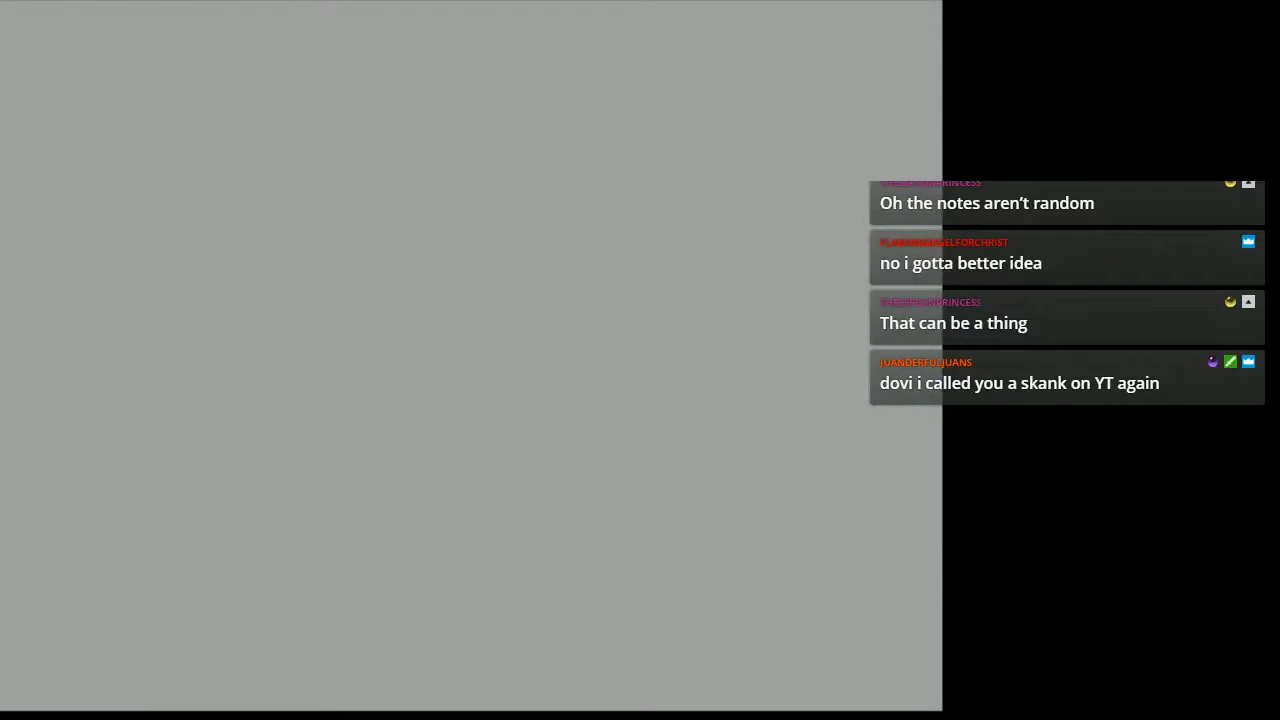 Oh the notes aren't random
no i gotta better idea
That can be a thing
JUANDERFULJUANS
dovi i called you a skank on YT again